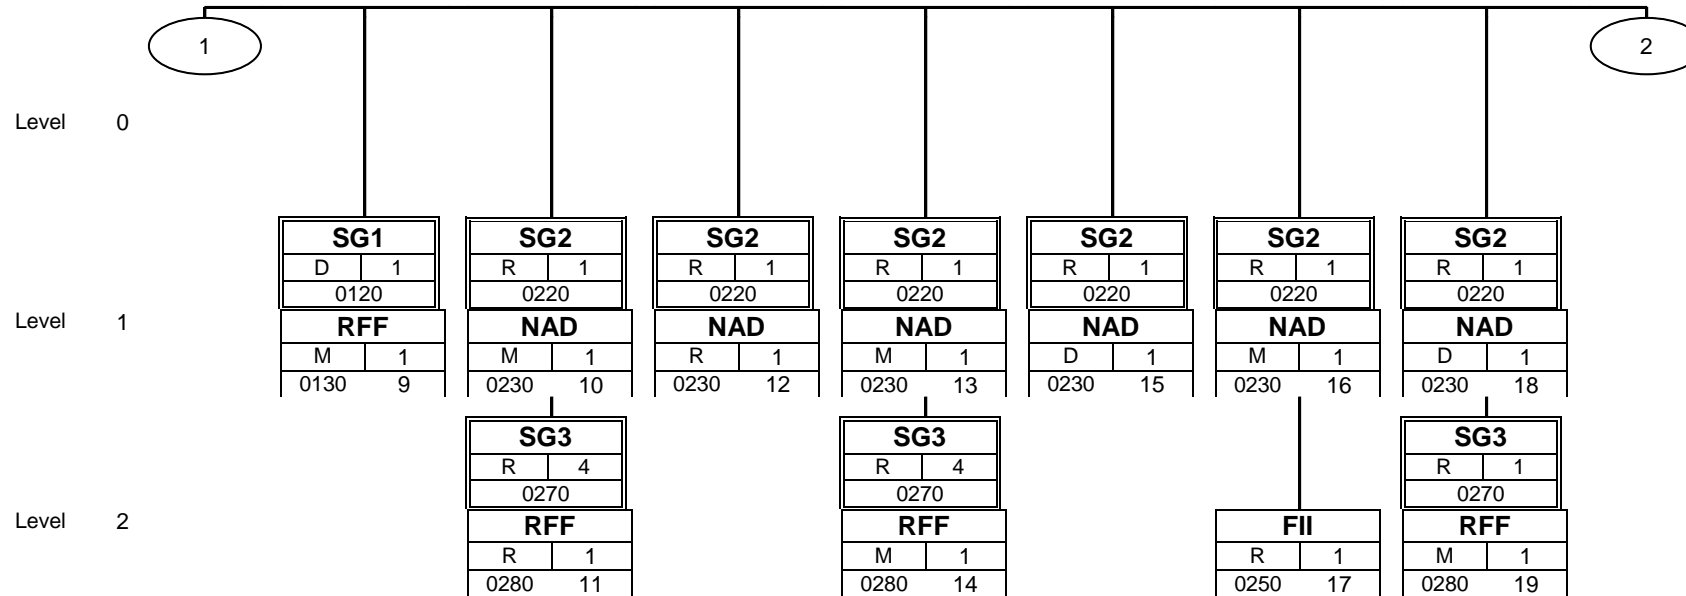 1 2
Level 0
SG1 SG2 SG2 SG2 SG2 SG2 SG2
D 1 R 1 R 1 R 1 R 1 R 1 R 1
0120 0220 0220 0220 0220 0220 0220
Level 1 RFF NAD NAD NAD NAD NAD NAD
M 1 M 1 R 1 M 1 D 1 M 1 D 1
0130 9 0230 10 0230 12 0230 13 0230 15 0230 16 0230 18
SG3 SG3 SG3
R 4 R 4 R 1
0270 0270 0270
Level 2 RFF RFF FII RFF
R 1 M 1 R 1 M 1
0280 11 0280 14 0250 17 0280 19